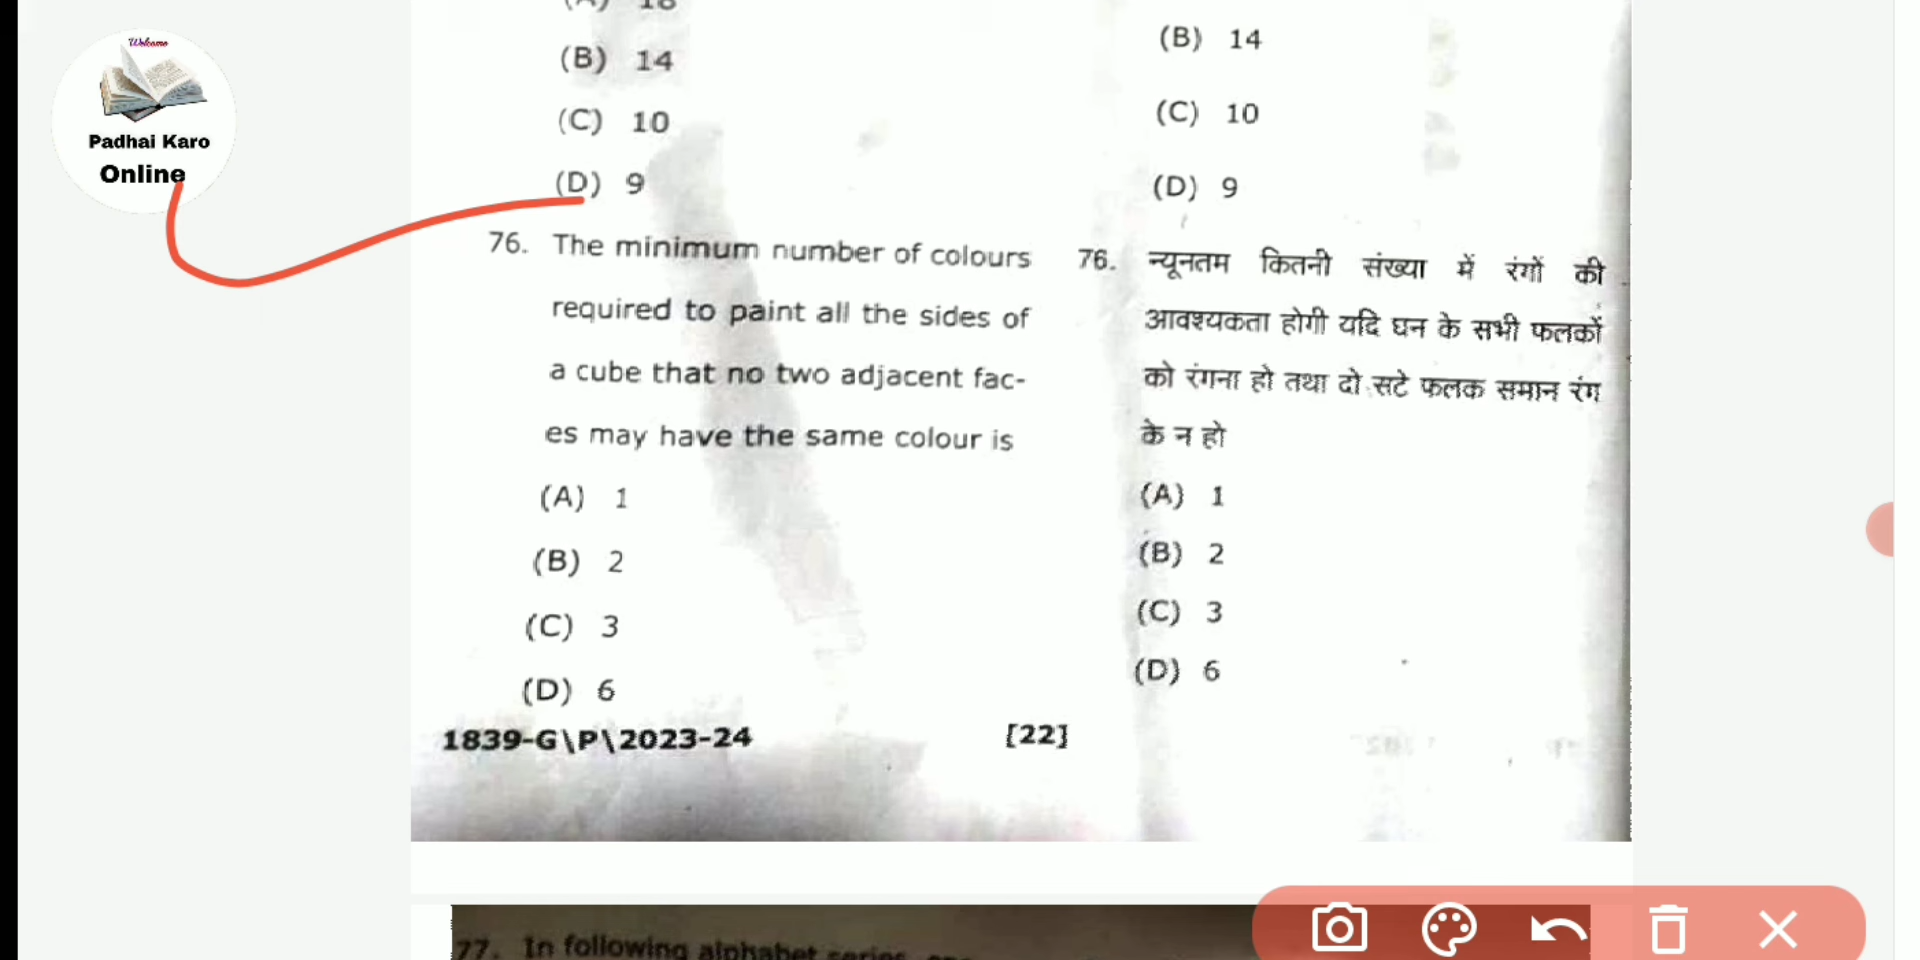 Welcome
Padhai Karo
Online
(B) 14
(C) 10
(D) 9
76. The minimum number of colours
required to paint all the sides of
a cube that no two adjacent fac-
es may have the same colour is
(A) 1
(B) 2
(C) 3
(D) 6
1839-G\P\2023-24
[22]
(B) 14
(C) 10
(D) 9
76. न्यूनतम कितनी संख्या में रंगों की
आवश्यकता होगी यदि घन के सभी फलकों
को रंगना हो तथा दो सटे फलक समान रंग
के न हो
(A) 1
(B) 2
(C) 3
(D) 6
77. In following alphabet series